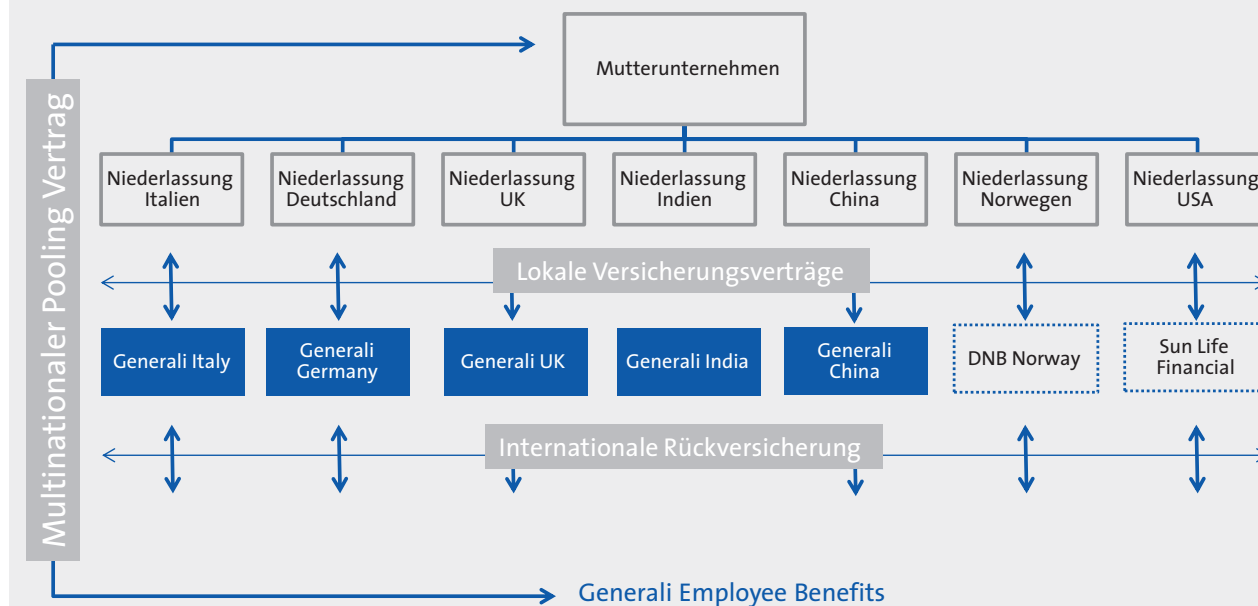 Multinationaler Pooling Vertrag
Mutterunternehmen
Niederlassung
Italien
Niederlassung
Deutschland
Niederlassung
UK
Niederlassung
Indien
Niederlassung
China
Niederlassung
Norwegen
Niederlassung
USA
Lokale Versicherungsverträge
Generali Italy
Generali
Germany
Generali UK
Generali India
Generali
China
DNB Norway
Sun Life
Financial
Internationale Rückversicherung
Generali Employee Benefits